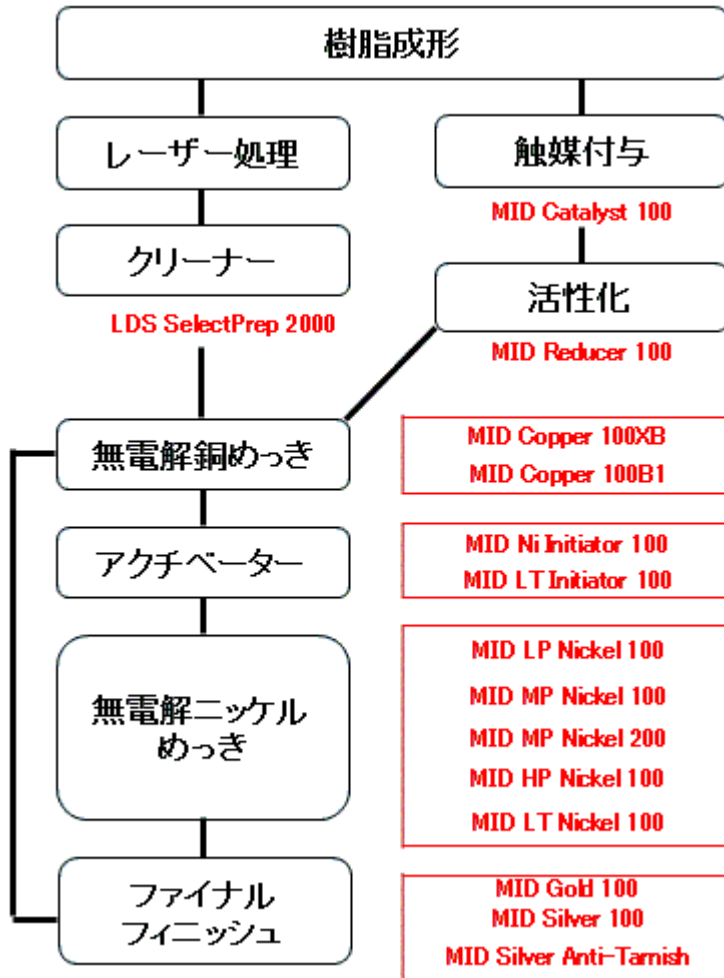 樹脂成形
レーザー処理
触媒付与
MID Catalyst 100
クリーナー
LDS SelectPrep 2000
活性化
MID Reducer 100
無電解銅めっき
MID Copper 100XB
MID Copper 100B1
アクチベーター
MID Ni Initiator 100
MID LT Initiator 100
無電解ニッケル
めっき
MID LP Nickel 100
MID MP Nickel 100
MID MP Nickel 200
MID HP Nickel 100
MID LT Nickel 100
ファイナル
フィニッシュ
MID Gold 100
MID Silver 100
MID Silver Anti-Tarnish